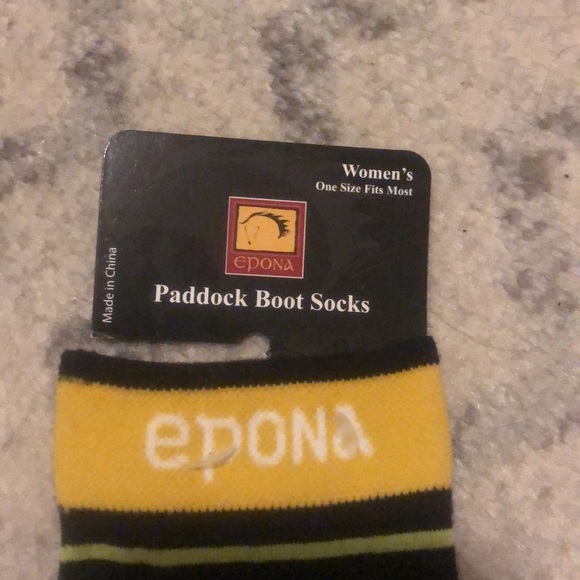 Women's
One Size Fits Most
EPONA
Made in China
Paddock Boot Socks
epona